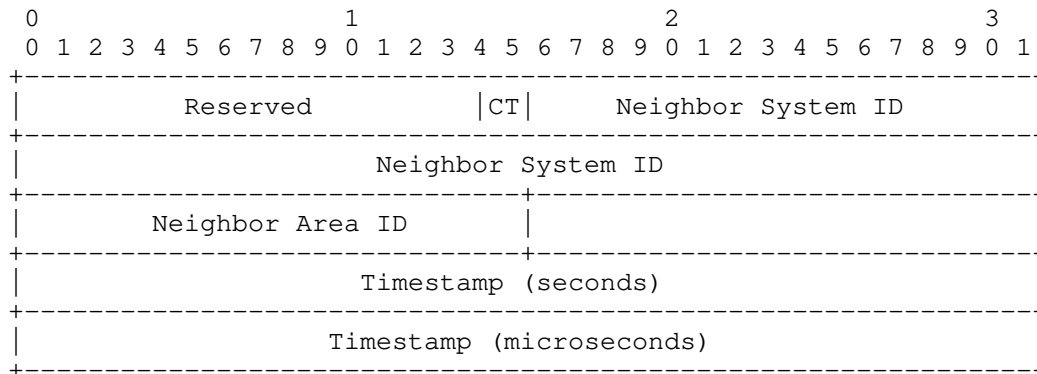 0 1 2 3
0 1 2 3 4 5 6 7 8 9 0 1 2 3 4 5 6 7 8 9 0 1 2 3 4 5 6 7 8 9 0 1
Reserved |CT| Neighbor System ID
Neighbor System ID
Neighbor Area ID
Timestamp (seconds)
Timestamp (microseconds)